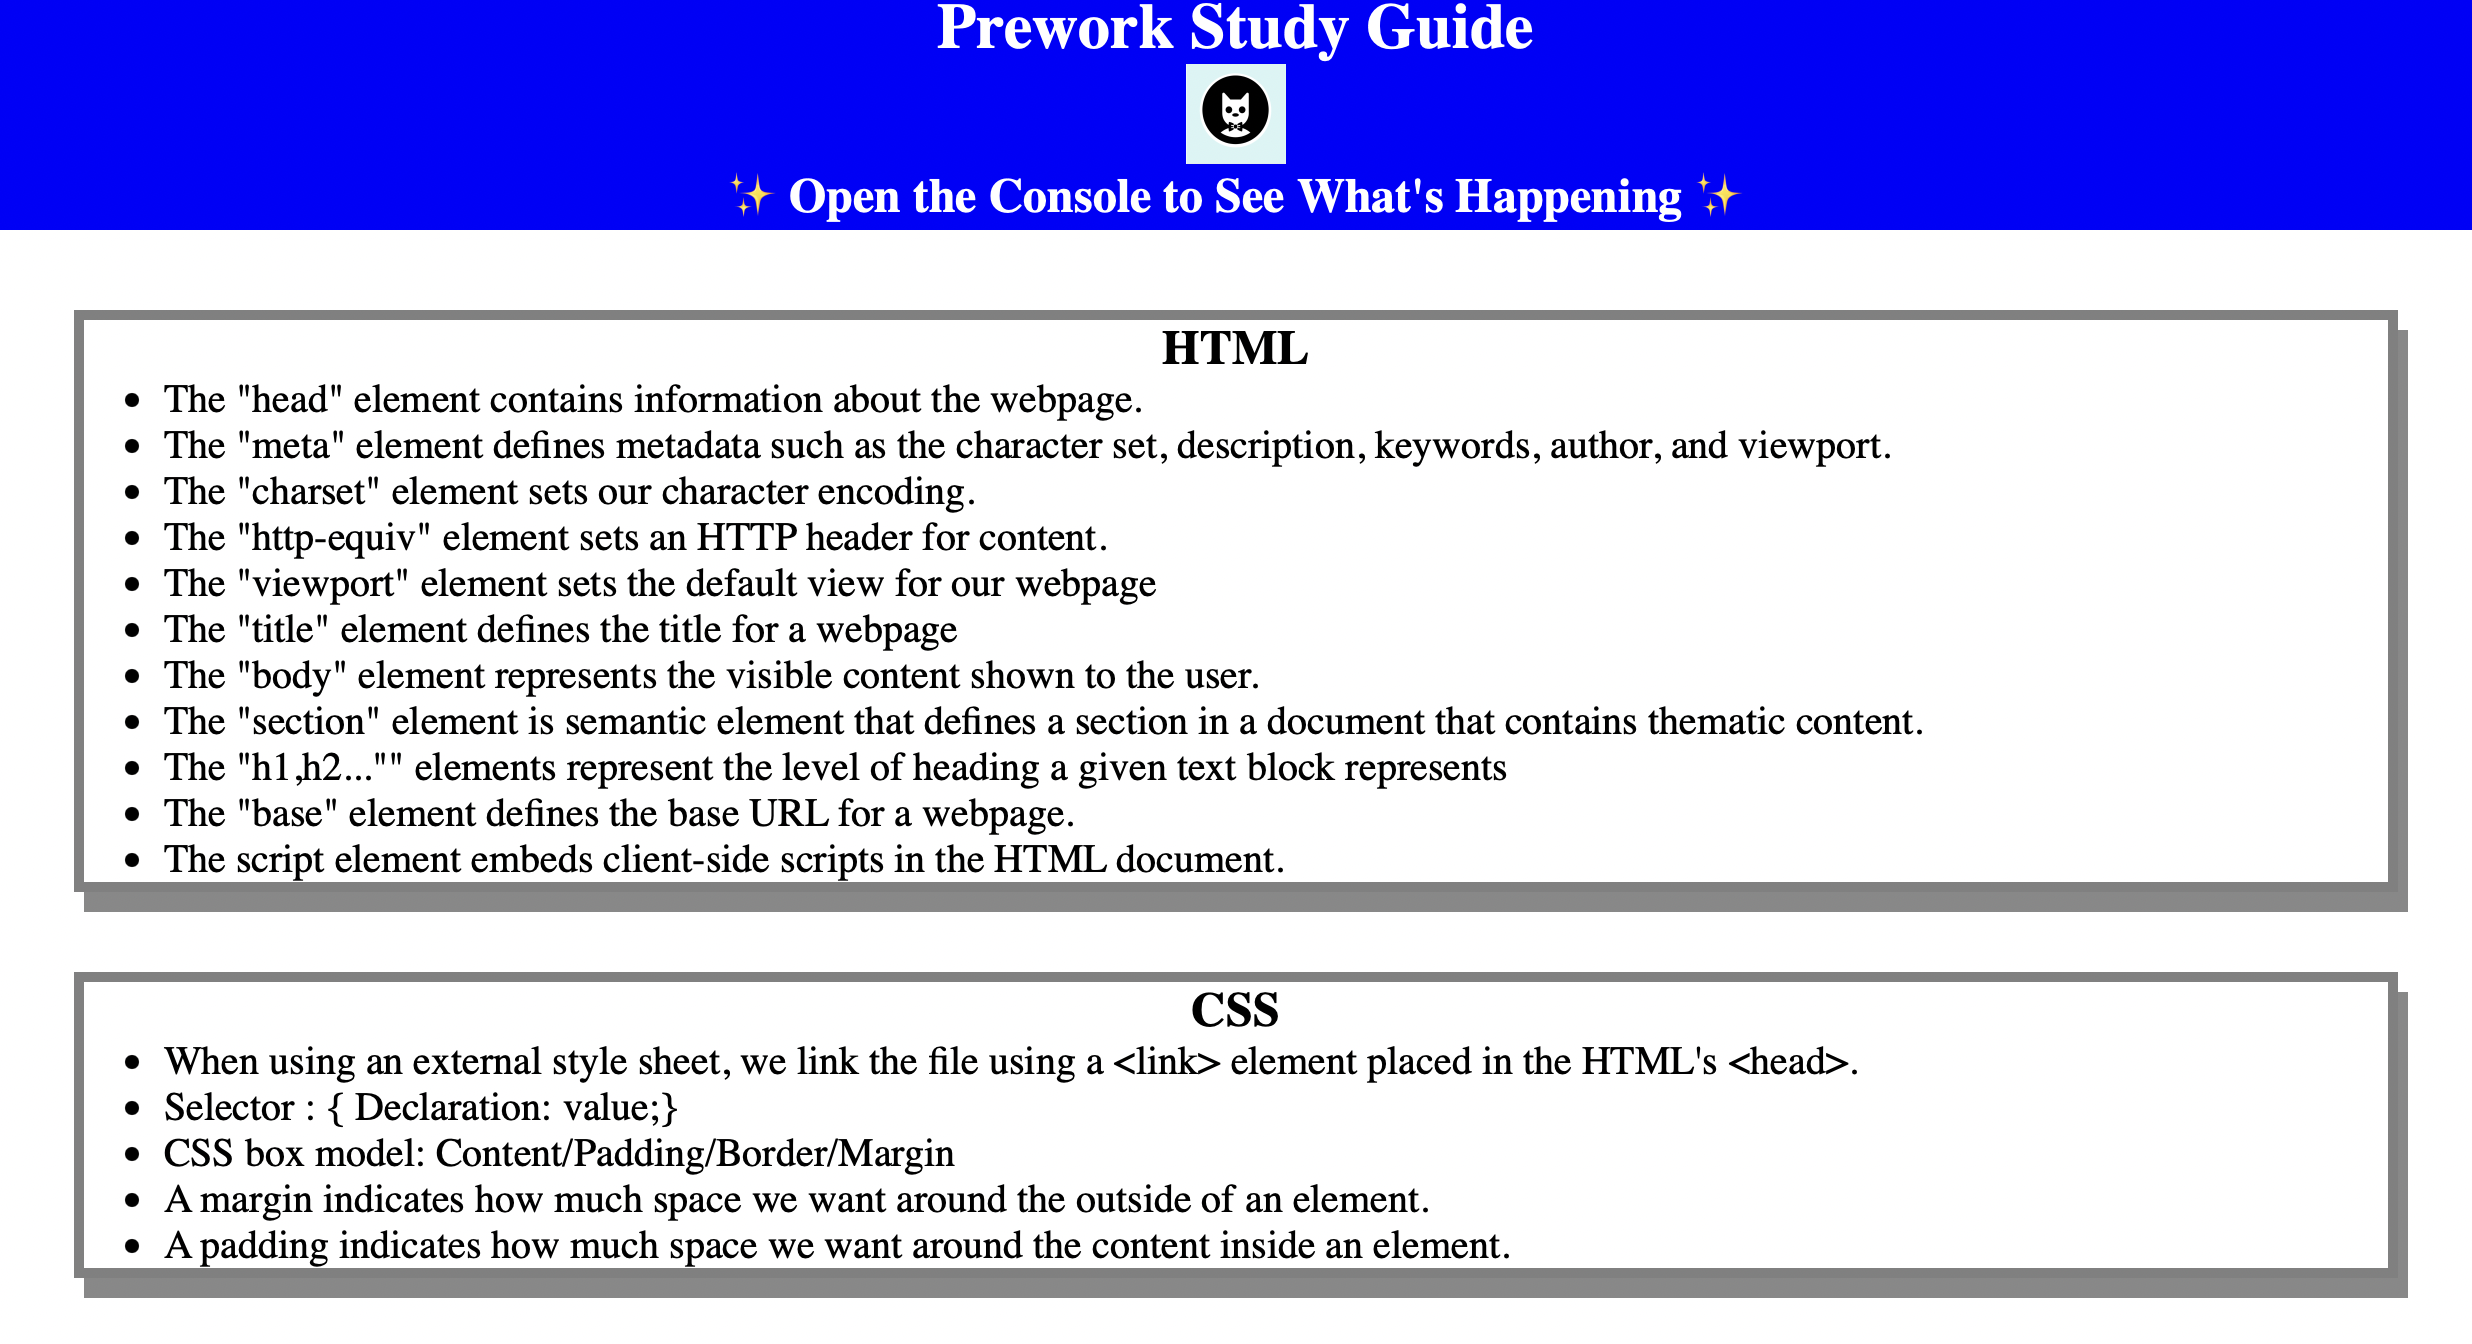 Prework Study Guide
✨ Open the Console to See What's Happening ✨
HTML
• The "head" element contains information about the webpage.
• The "meta" element defines metadata such as the character set, description, keywords, author, and viewport.
• The "charset" element sets our character encoding.
• The "http-equiv" element sets an HTTP header for content.
• The "viewport" element sets the default view for our webpage
• The "title" element defines the title for a webpage
• The "body" element represents the visible content shown to the user.
• The "section" element is semantic element that defines a section in a document that contains thematic content.
• The "h1,h2..."" elements represent the level of heading a given text block represents
• The "base" element defines the base URL for a webpage.
• The script element embeds client-side scripts in the HTML document.
CSS
• When using an external style sheet, we link the file using a <link> element placed in the HTML's <head>.
• Selector : { Declaration: value;}
• CSS box model: Content/Padding/Border/Margin
• A margin indicates how much space we want around the outside of an element.
• A padding indicates how much space we want around the content inside an element.